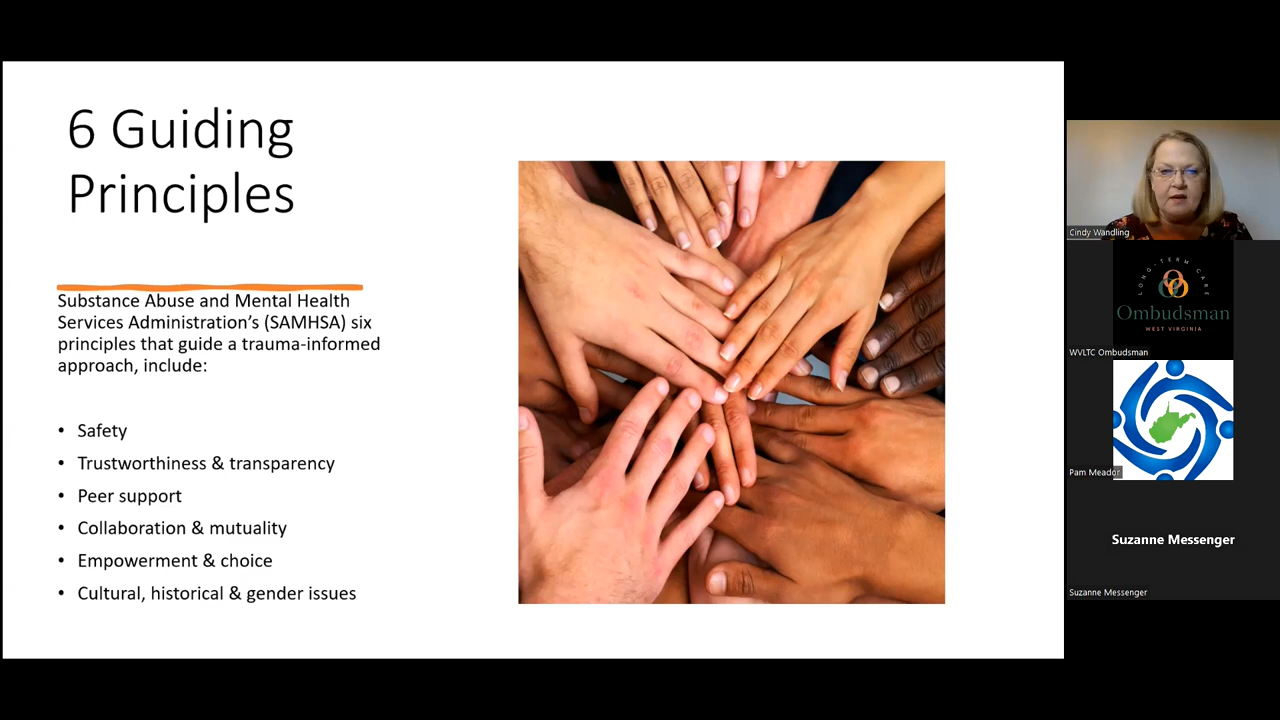 6 Guiding
Principles
Substance Abuse and Mental Health
Services Administration’s (SAMHSA) six
principles that guide a trauma-informed
approach, include:
• Safety
• Trustworthiness & transparency
• Peer support
• Collaboration & mutuality
• Empowerment & choice
• Cultural, historical & gender issues
Cindy Wandling
LONG-TERM CARE
Ombudsman
WEST VIRGINIA
WVLTC Ombudsman
Pam Meador
Suzanne Messenger
Suzanne Messenger